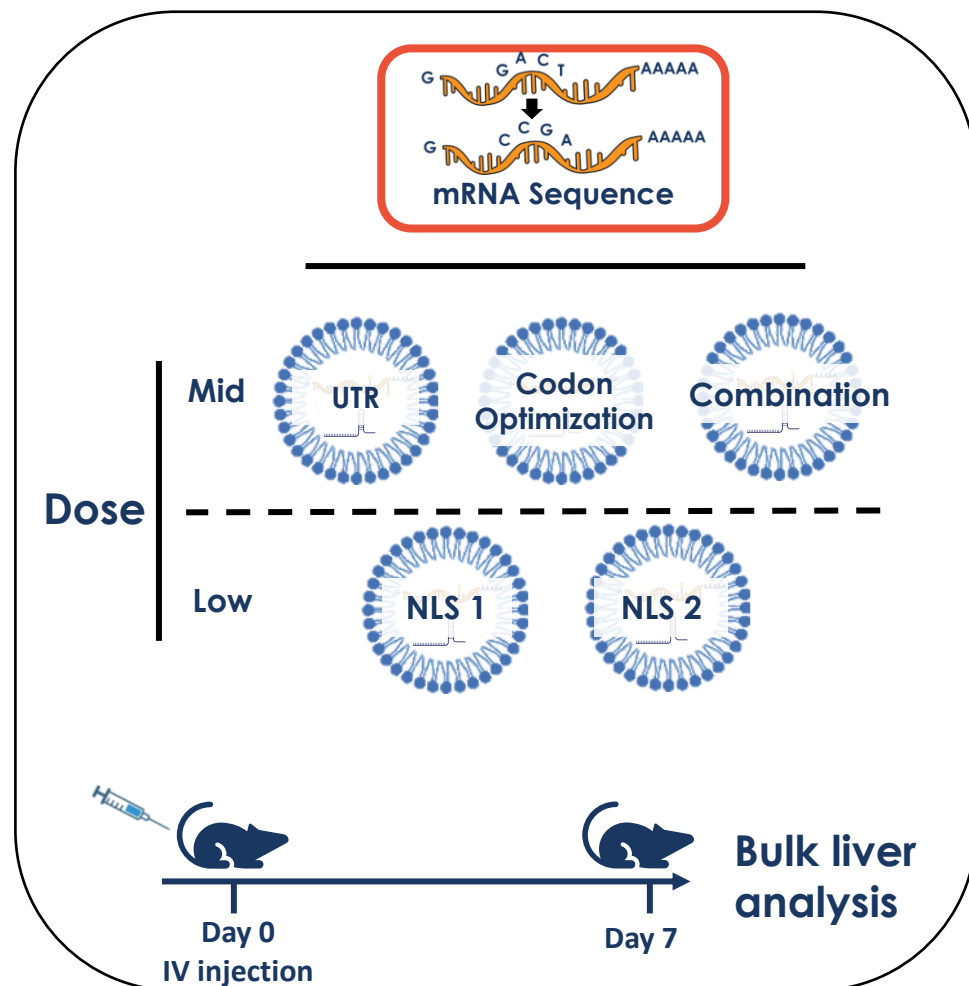 G G A C T AAAAA
G C C G A AAAAA
mRNA Sequence
Dose
Mid
UTR
Codon
Optimization
Combination
Low
NLS 1
NLS 2
Day 0
IV injection
Day 7
Bulk liver
analysis